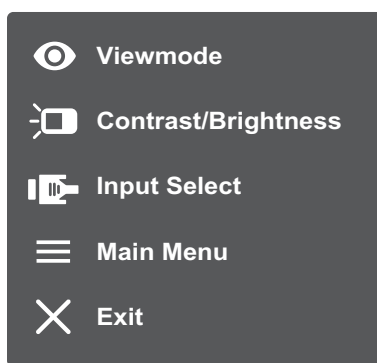 Viewmode
Contrast/Brightness
Input Select
Main Menu
Exit